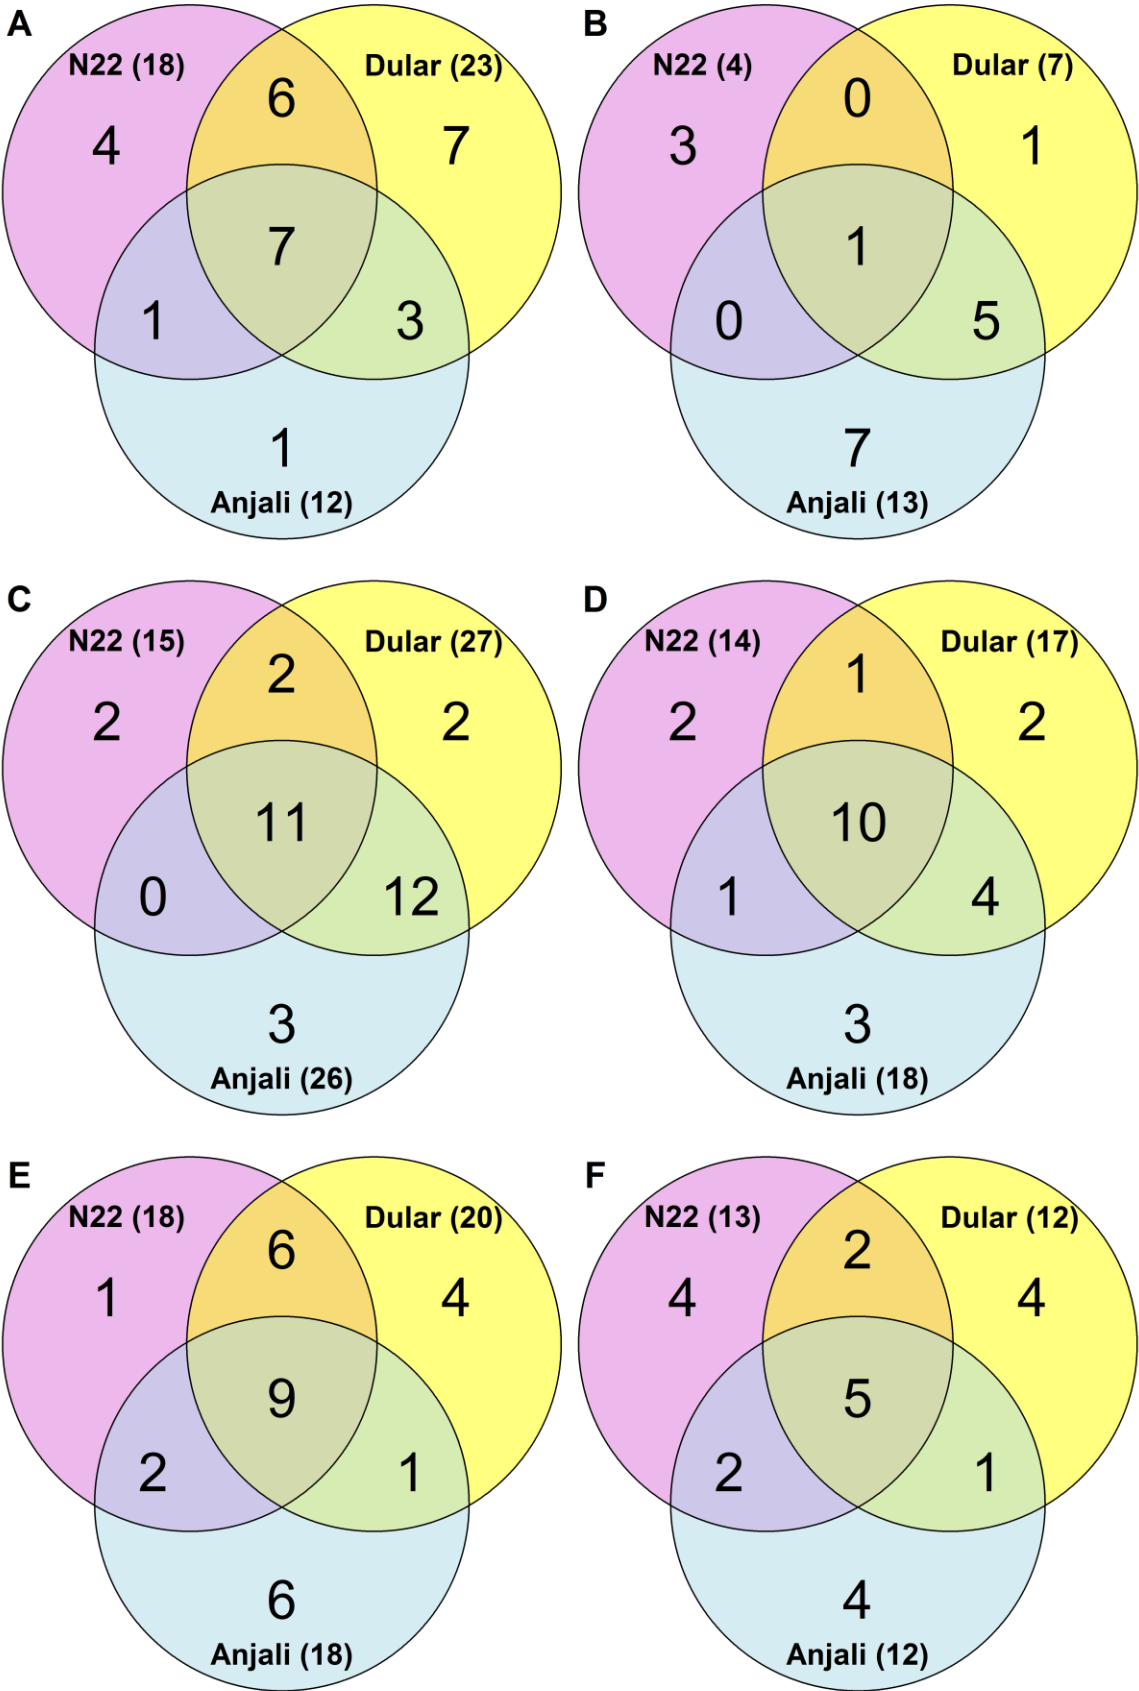 A
N22 (18)
6
Dular (23)
4
7
7
1
3
1
Anjali (12)
B
N22 (4)
0
Dular (7)
3
1
1
0
5
7
Anjali (13)
C
N22 (15)
2
Dular (27)
2
2
11
0
12
3
Anjali (26)
D
N22 (14)
1
Dular (17)
2
2
10
1
4
3
Anjali (18)
E
N22 (18)
6
Dular (20)
1
4
9
2
1
6
Anjali (18)
F
N22 (13)
2
Dular (12)
4
4
5
2
1
4
Anjali (12)